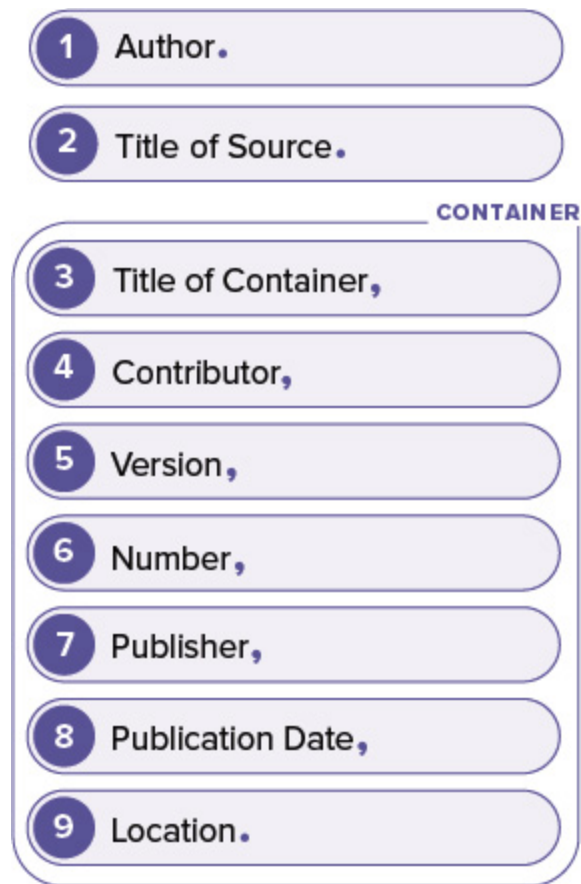 1 Author.
2 Title of Source.
CONTAINER
3 Title of Container,
4 Contributor,
5 Version,
6 Number,
7 Publisher,
8 Publication Date,
9 Location.